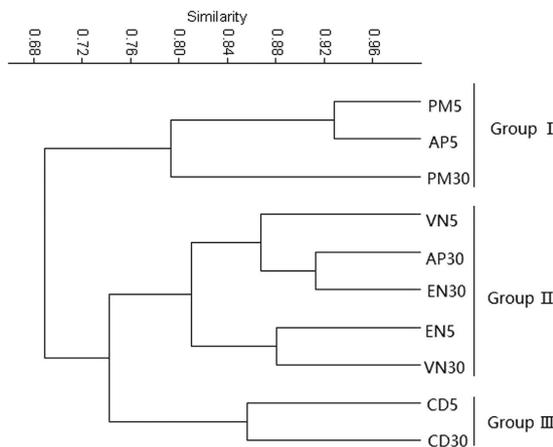 Similarity
0.68 0.72 0.76 0.80 0.84 0.88 0.92 0.96
PM5
AP5
PM30
Group Ⅰ
VN5
AP30
EN30
EN5
VN30
Group Ⅱ
CD5
CD30
Group Ⅲ